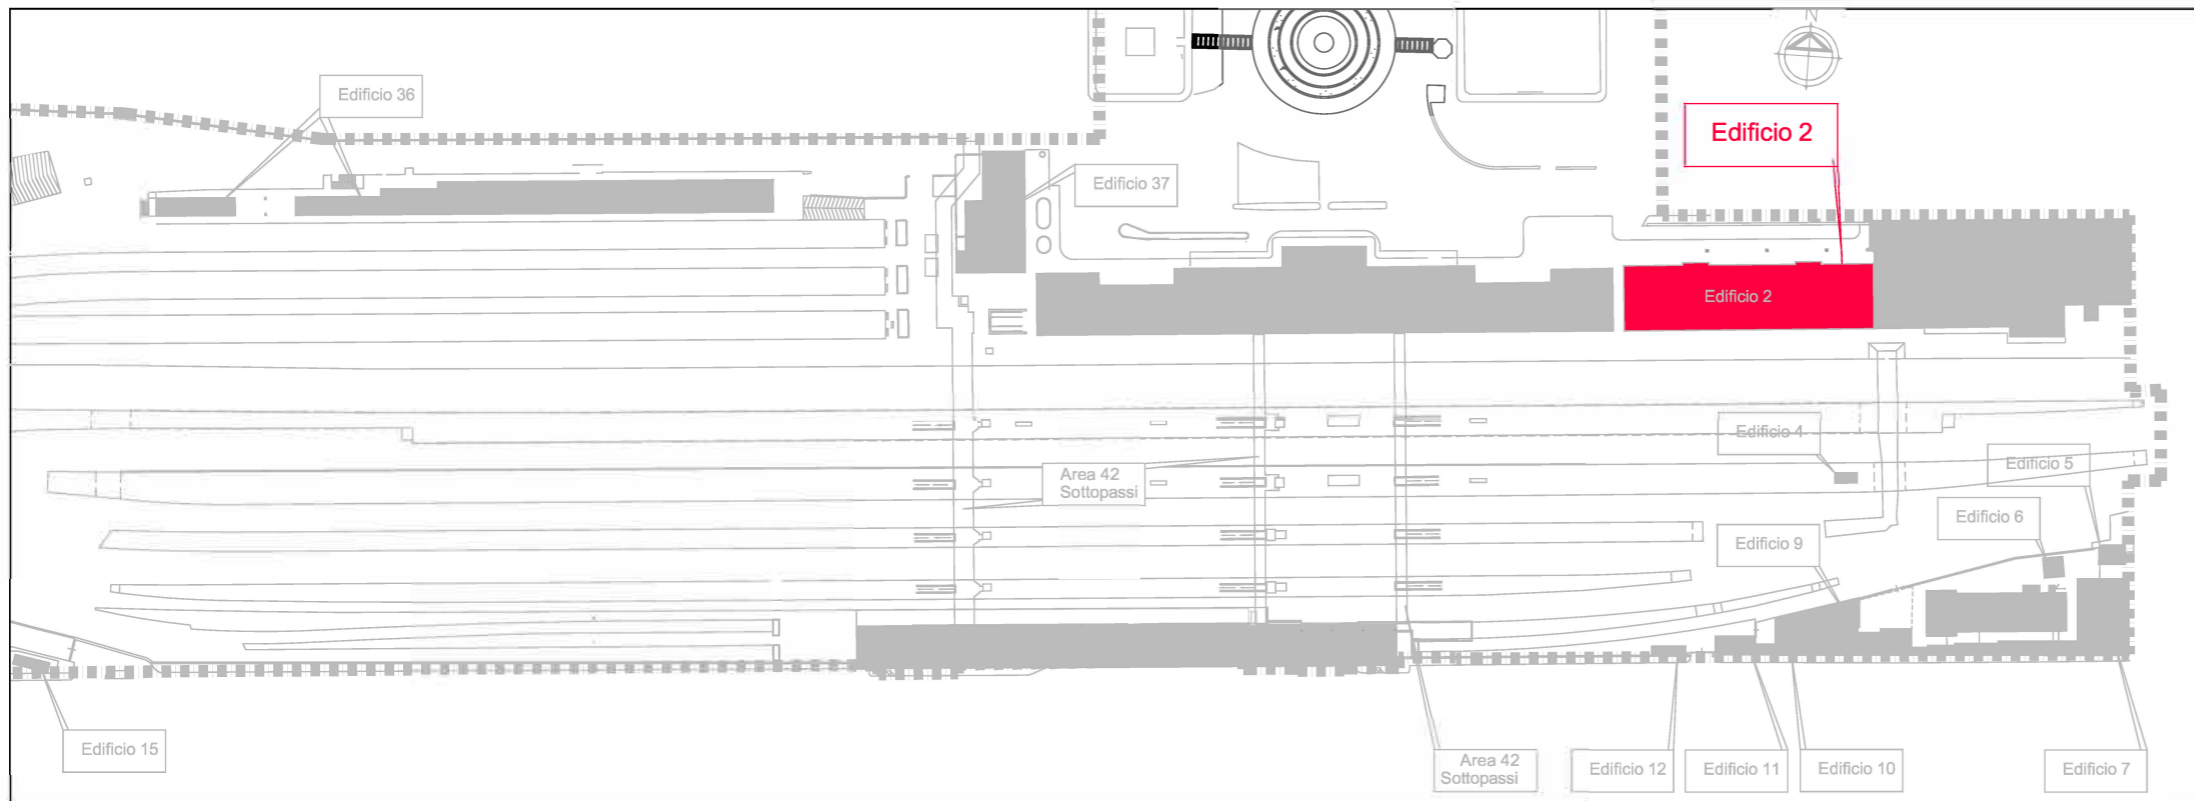 N
Edificio 36
Edificio 2
Edificio 37
Edificio 2
Edificio 4
Area 42
Sottopassi
Edificio 5
Edificio 6
Edificio 9
Edificio 15
Area 42
Sottopassi
Edificio 12
Edificio 11
Edificio 10
Edificio 7